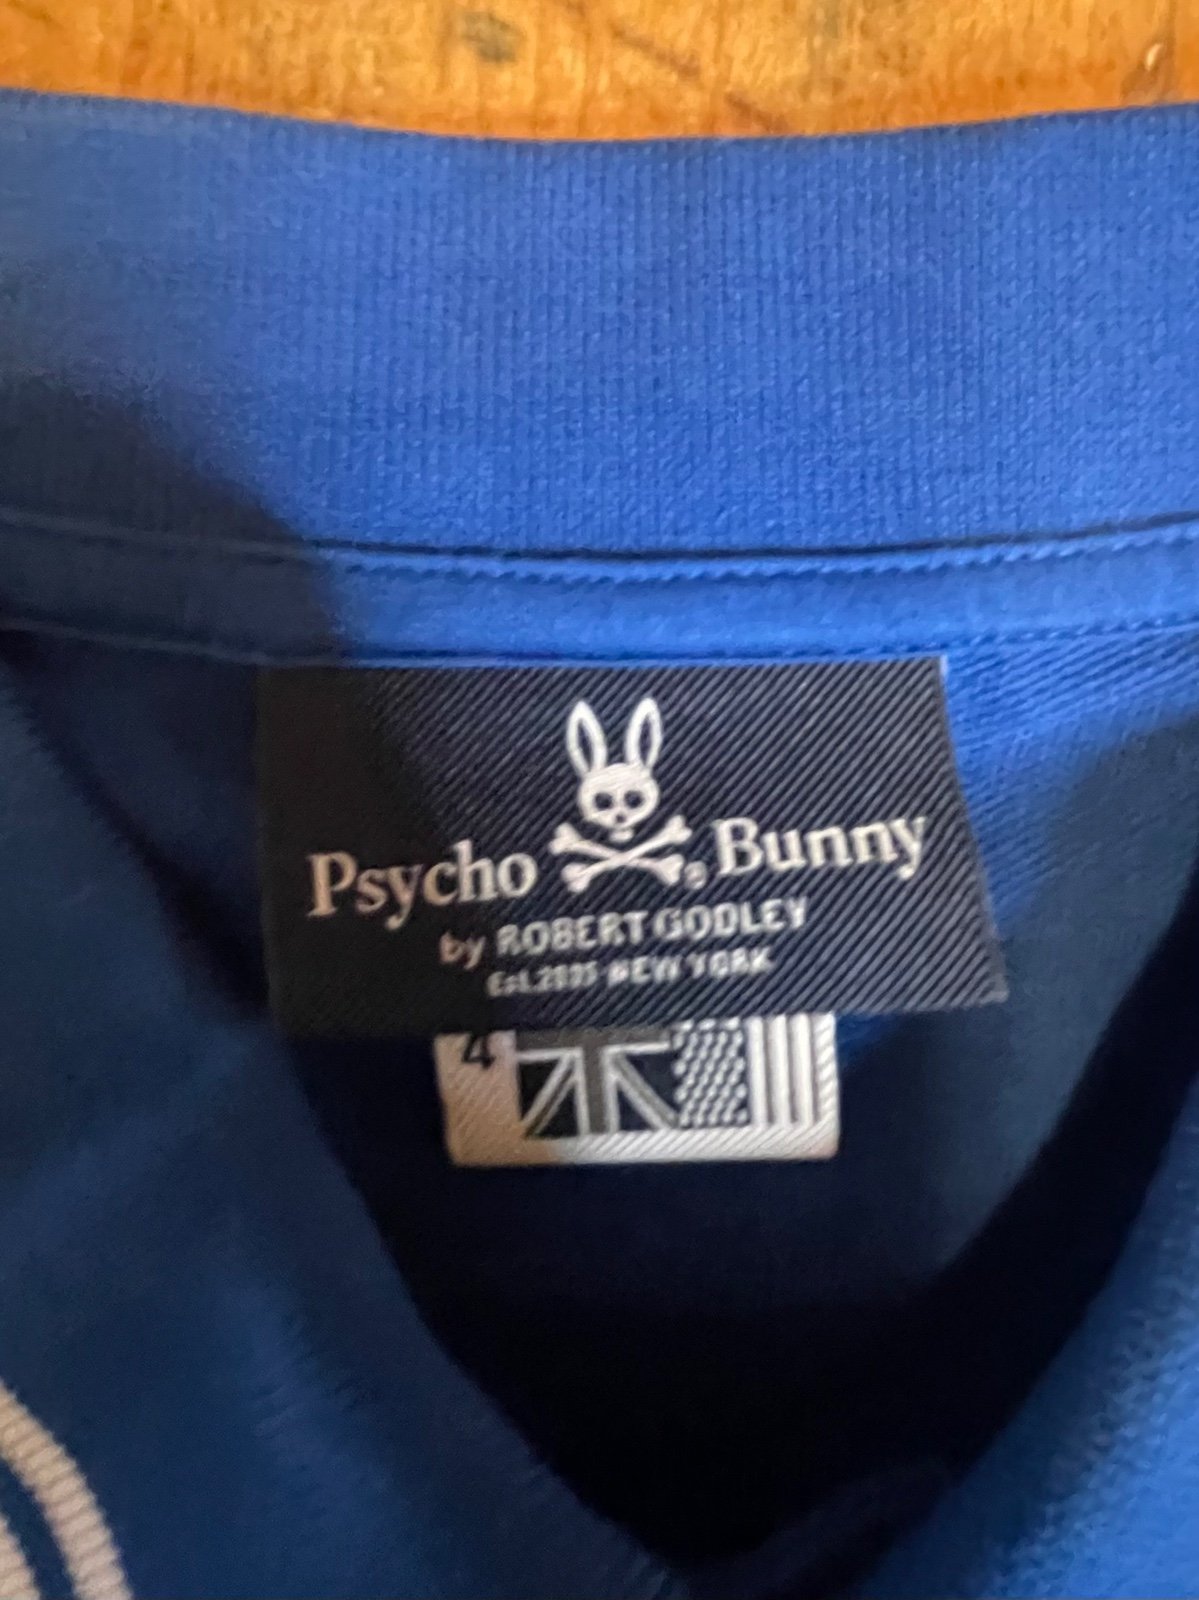 Psycho ® Bunny
by ROBERT GODLEY
Est. 2005 NEW YORK
4